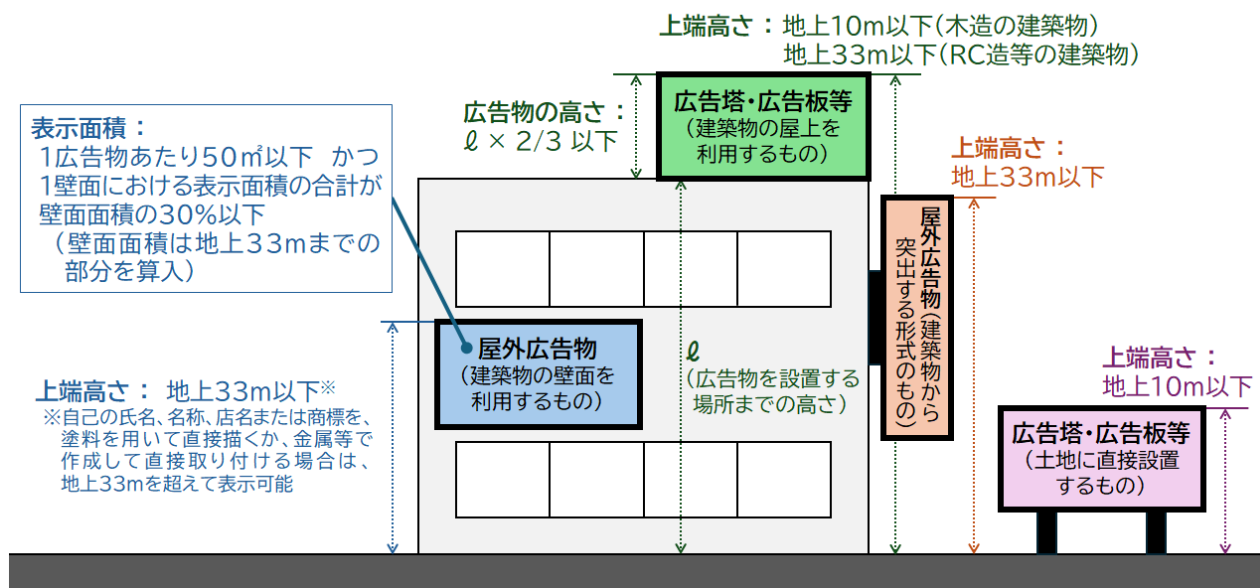 上端高さ：地上10m以下(木造の建築物)
地上33m以下(RC造等の建築物)
広告物の高さ：
ℓ × 2/3 以下
広告塔・広告板等
(建築物の屋上を
利用するもの)
表示面積：
1広告物あたり50㎡以下　かつ
1壁面における表示面積の合計が
壁面面積の30%以下
(壁面面積は地上33mまでの
部分を算入)
上端高さ：
地上33m以下
屋外広告物(建築物から
突出する形式のもの)
屋外広告物
(建築物の壁面を
利用するもの)
ℓ
(広告物を設置する
場所までの高さ)
上端高さ： 地上33m以下※
※自己の氏名、名称、店名または商標を、
塗料を用いて直接描くか、金属等で
作成して直接取り付ける場合は、
地上33mを超えて表示可能
上端高さ：
地上10m以下
広告塔・広告板等
(土地に直接設置
するもの)